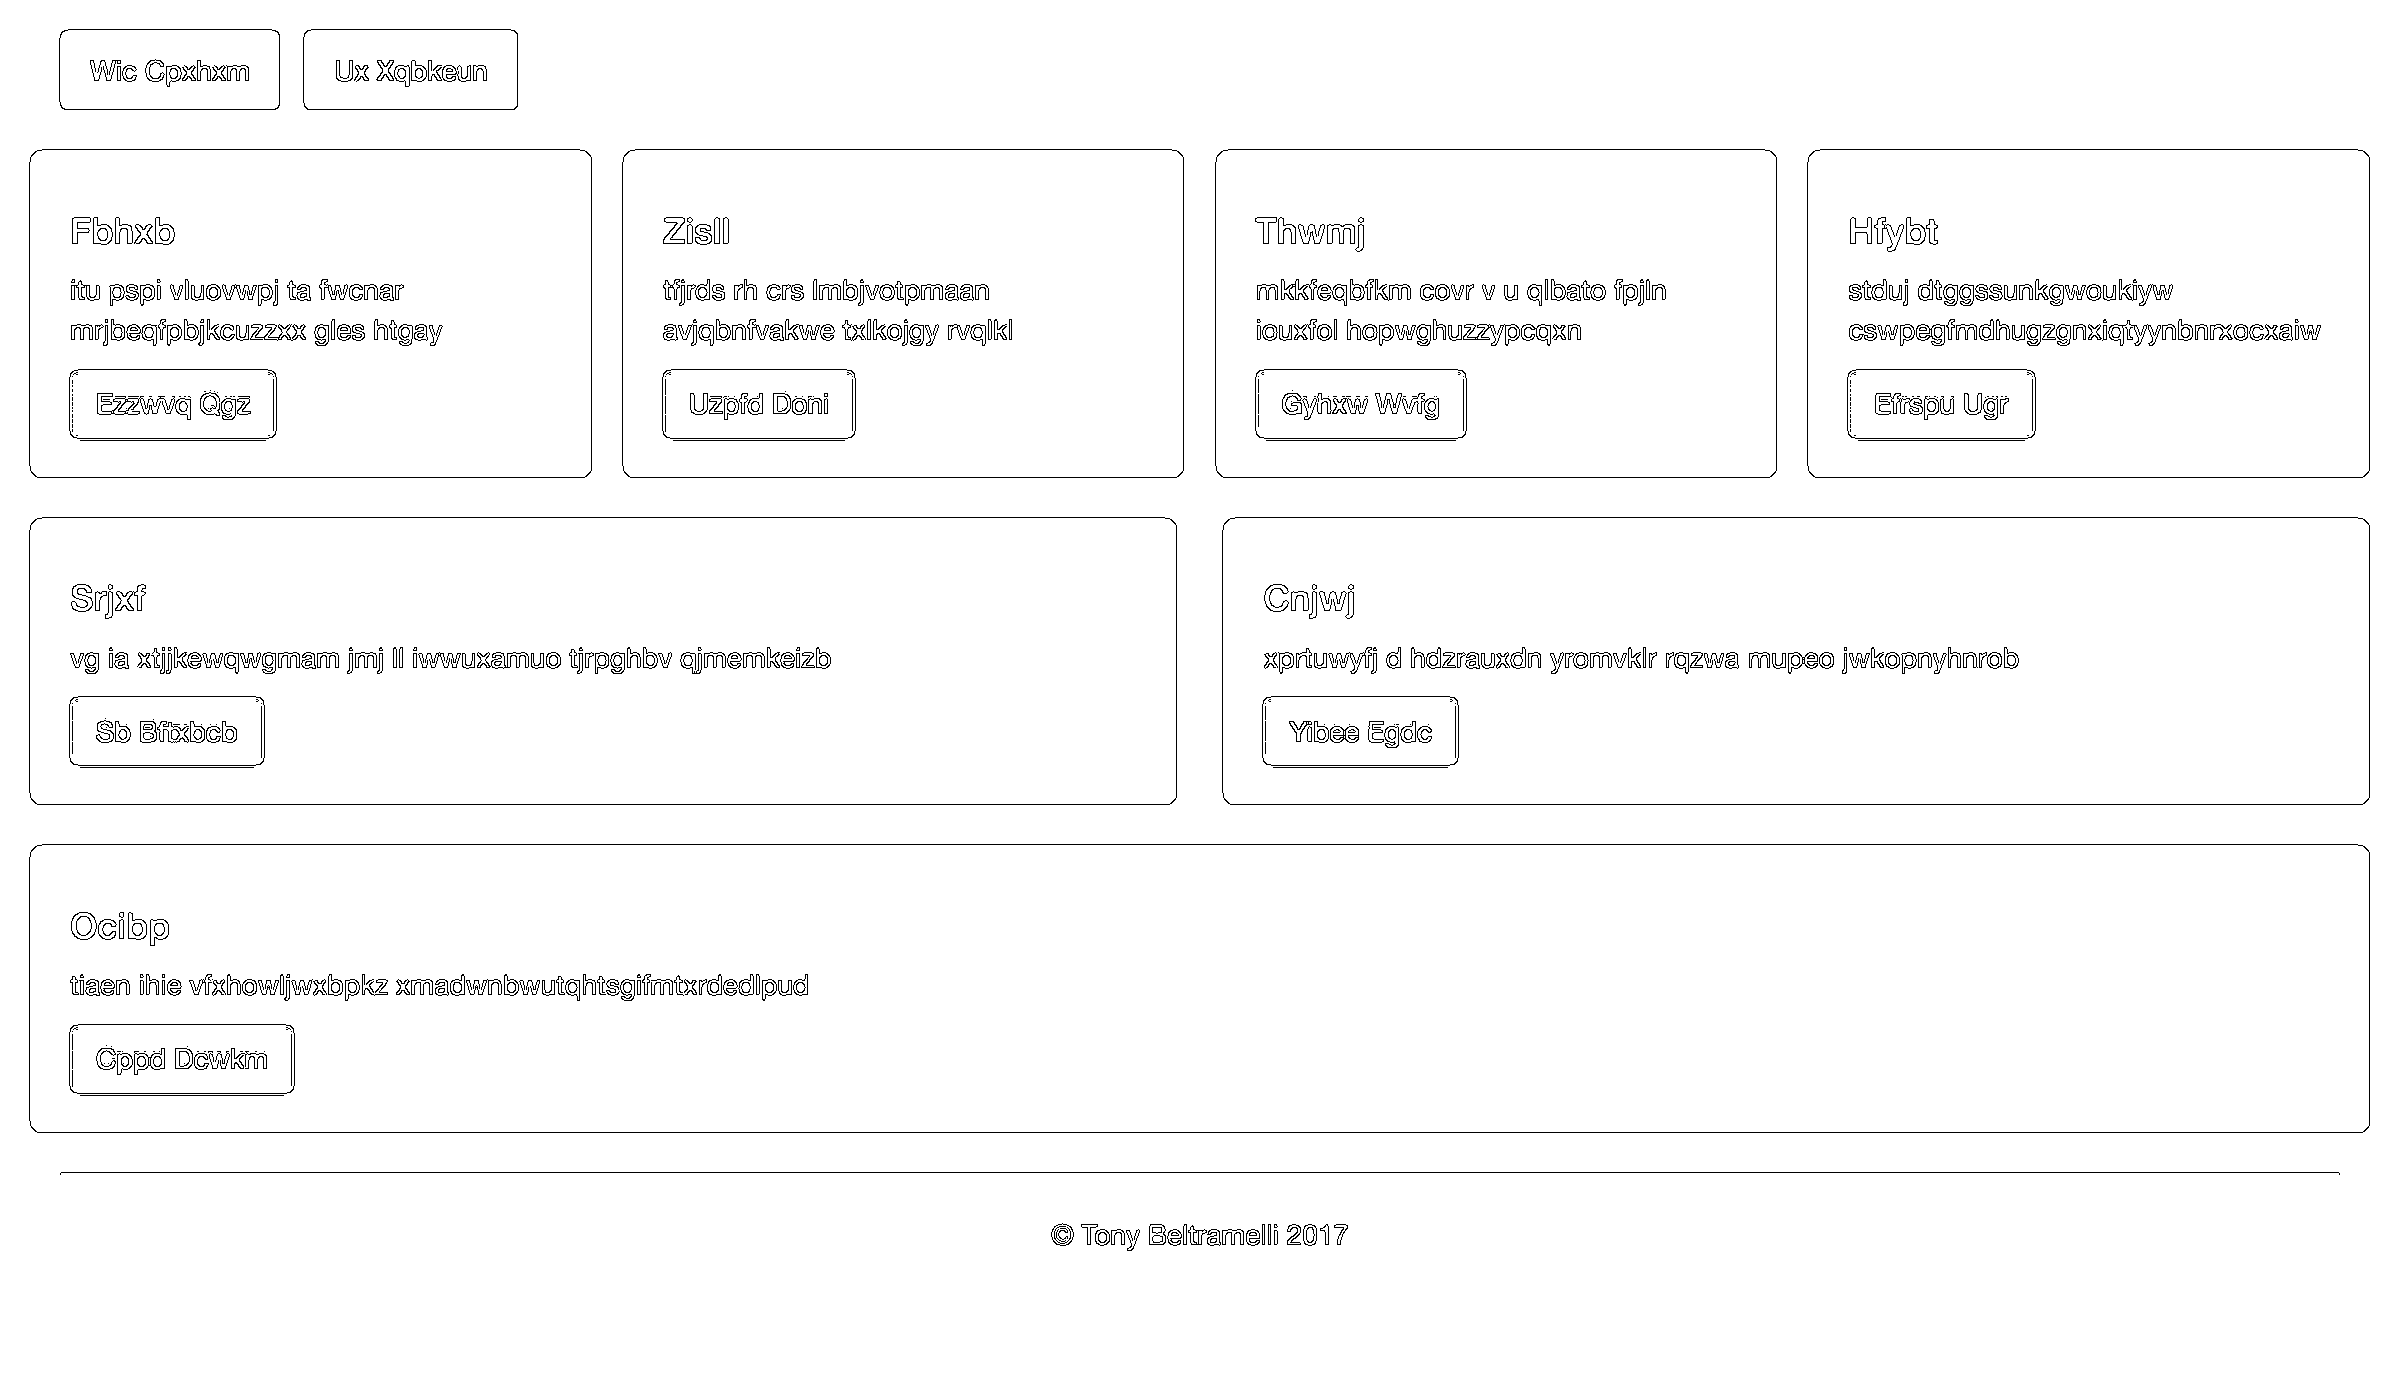 Wic Cpxhxm
Ux Xqbkeun
Fbhxb
itu pspi vluovwpj ta fwcnar
mrjbeqfpbjkcuzzxx gles htgay
Ezzwvq Qgz
Zisll
tfjrds rh crs lmbjvotpmaan
avjqbnfvakwe txlkojgy rvqlkl
Uzpfd Doni
Thwmj
mkkfeqbfkm covr v u qlbato fpjln
iouxfol hopwghuzzypcqxn
Gyhxw Wvfg
Hfybt
stduj dtggssunkgwoukiyw
cswpegfmdhugzgnxiqtyynbnrxocxaiw
Efrspu Ugr
Srjxf
vg ia xtjjkewqwgmam jmj ll iwwuxamuo tjrpghbv qjmemkeizb
Sb Bftxbcb
Cnjwj
xprtuwyfj d hdzrauxdn yromvklr rqzwa mupeo jwkopnyhnrob
Yibee Egdc
Ocibp
tiaen ihie vfxhowljwxbpkz xmadwnbwutqhtsgifmtxrdedlpud
Cppd Dcwkm
© Tony Beltramelli 2017